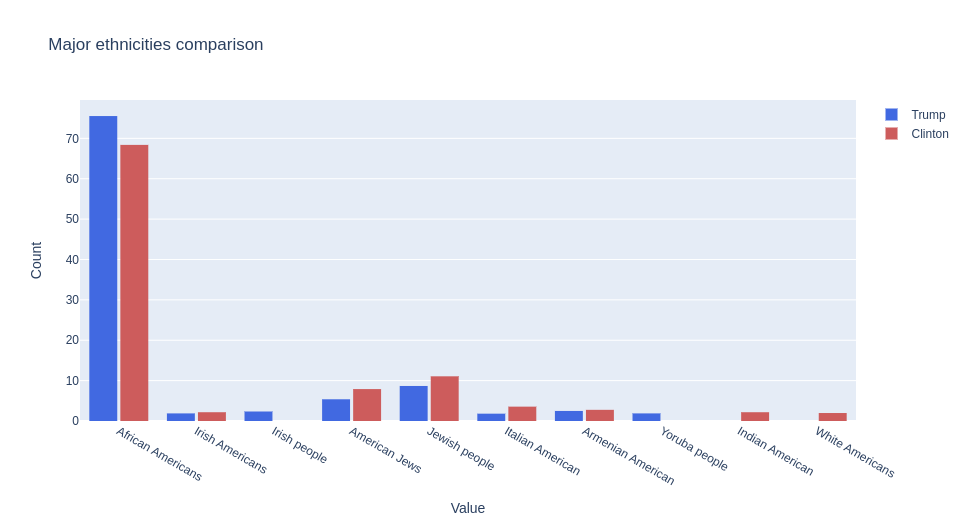 Major ethnicities comparison
Trump
Clinton
70
60
50
40
30
20
10
0
Count
African Americans
Irish Americans
Irish people
American Jews
Jewish people
Italian American
Armenian American
Yoruba people
Indian American
White Americans
Value